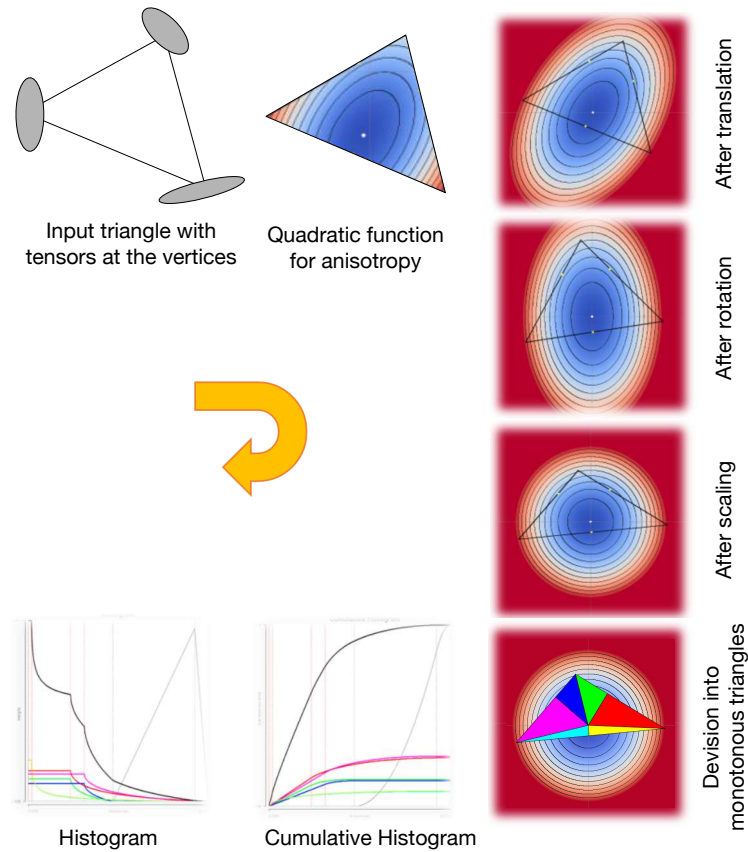 Input triangle with
tensors at the vertices
Quadratic function
for anisotropy
After translation
After rotation
After scaling
Devision into
monotonous triangles
Histogram
Cumulative Histogram